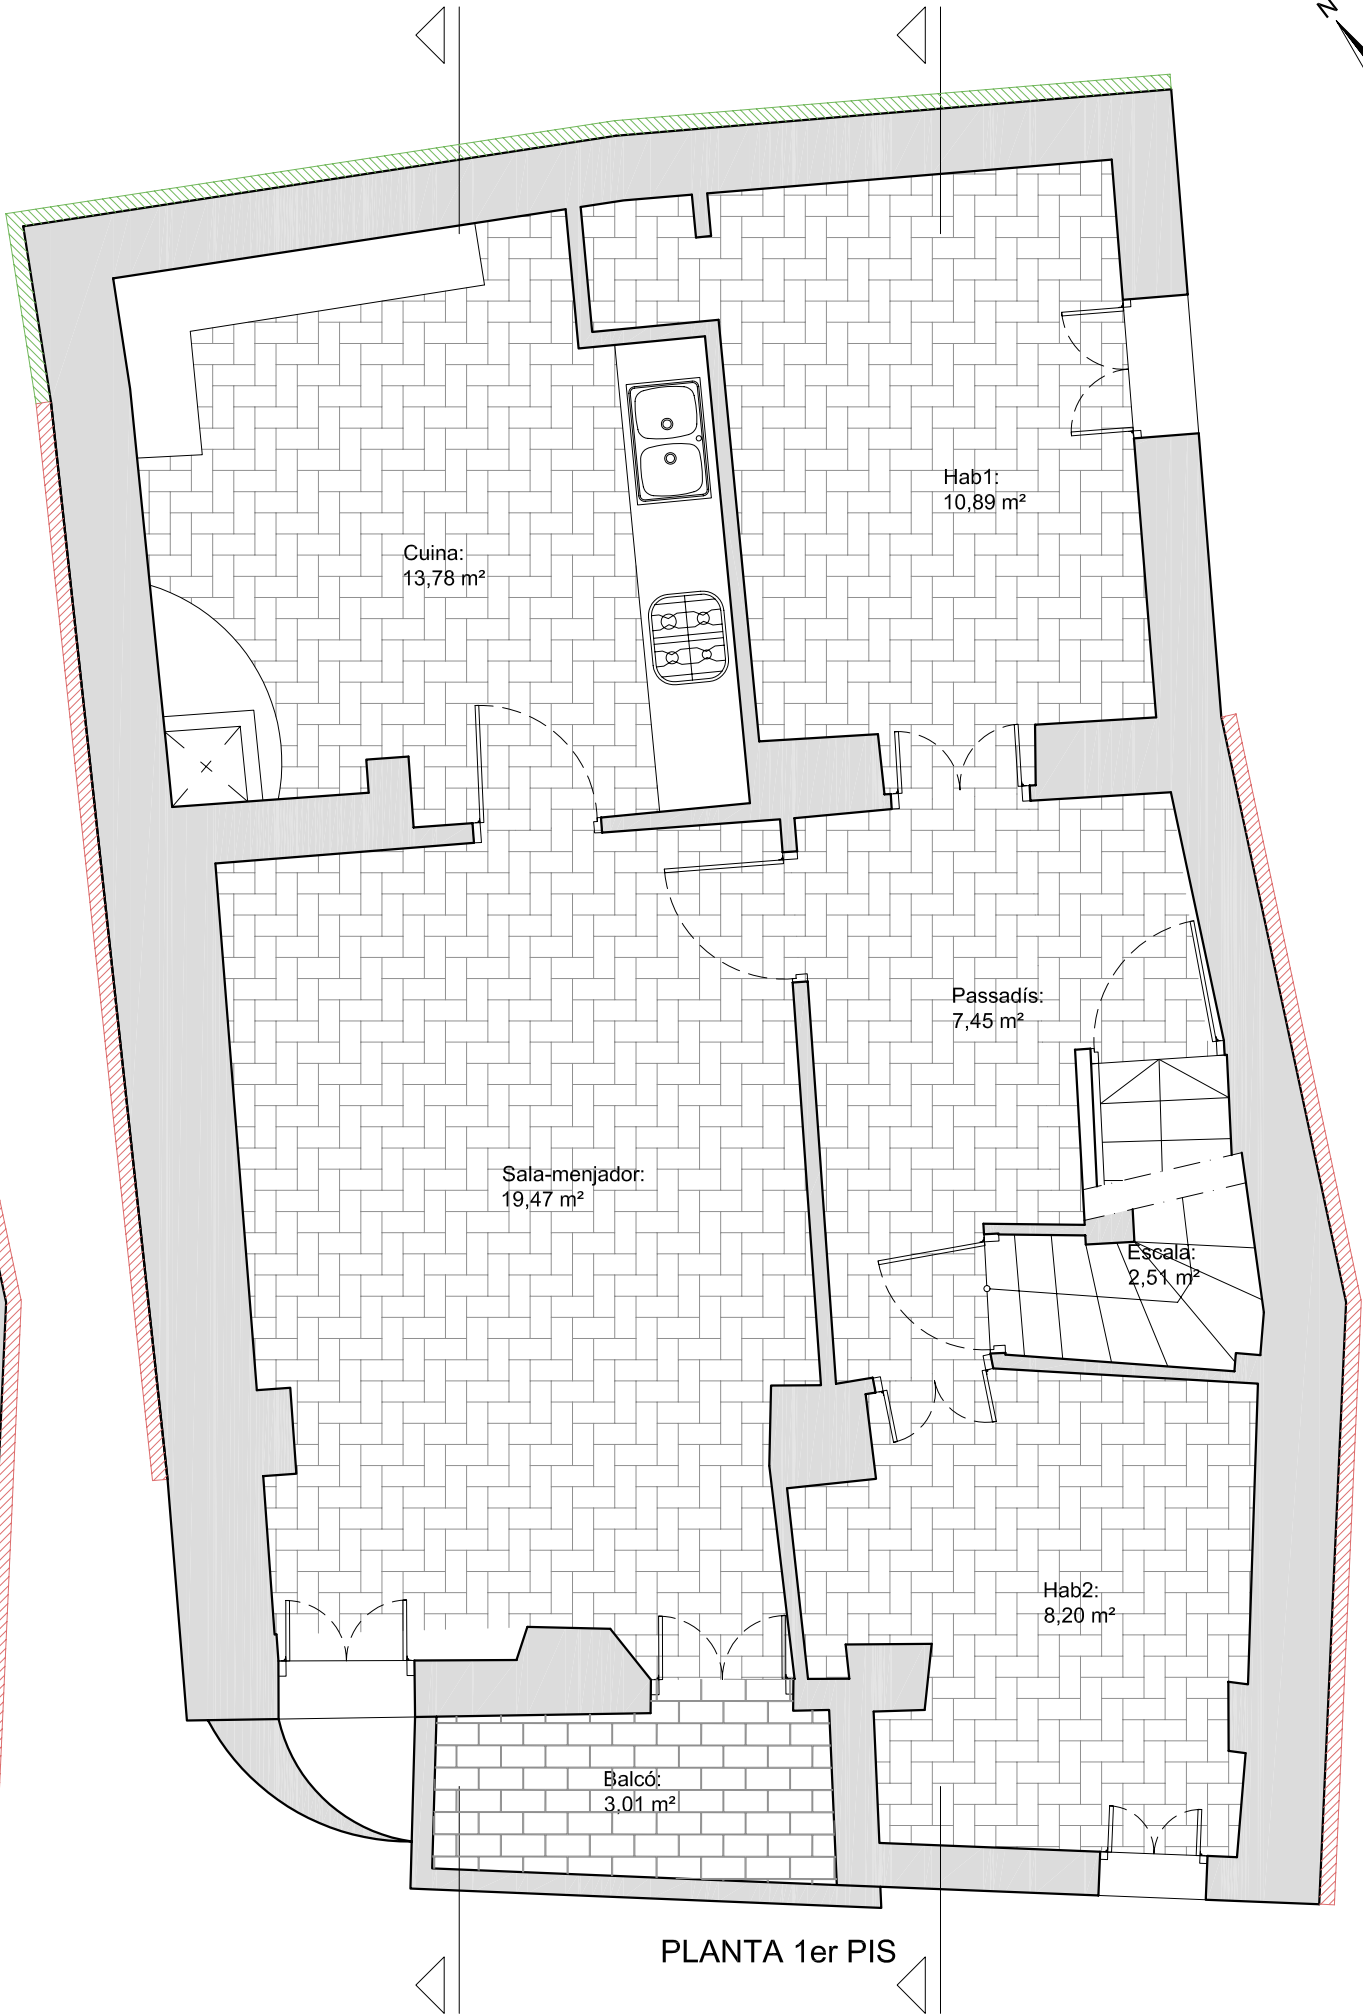 N
Hab1:
10,89 m²
Cuina:
13,78 m²
Passadís:
7,45 m²
Sala-menjador:
19,47 m²
Escala:
2,51 m²
Hab2:
8,20 m²
Balcó:
3,01 m²
PLANTA 1er PIS